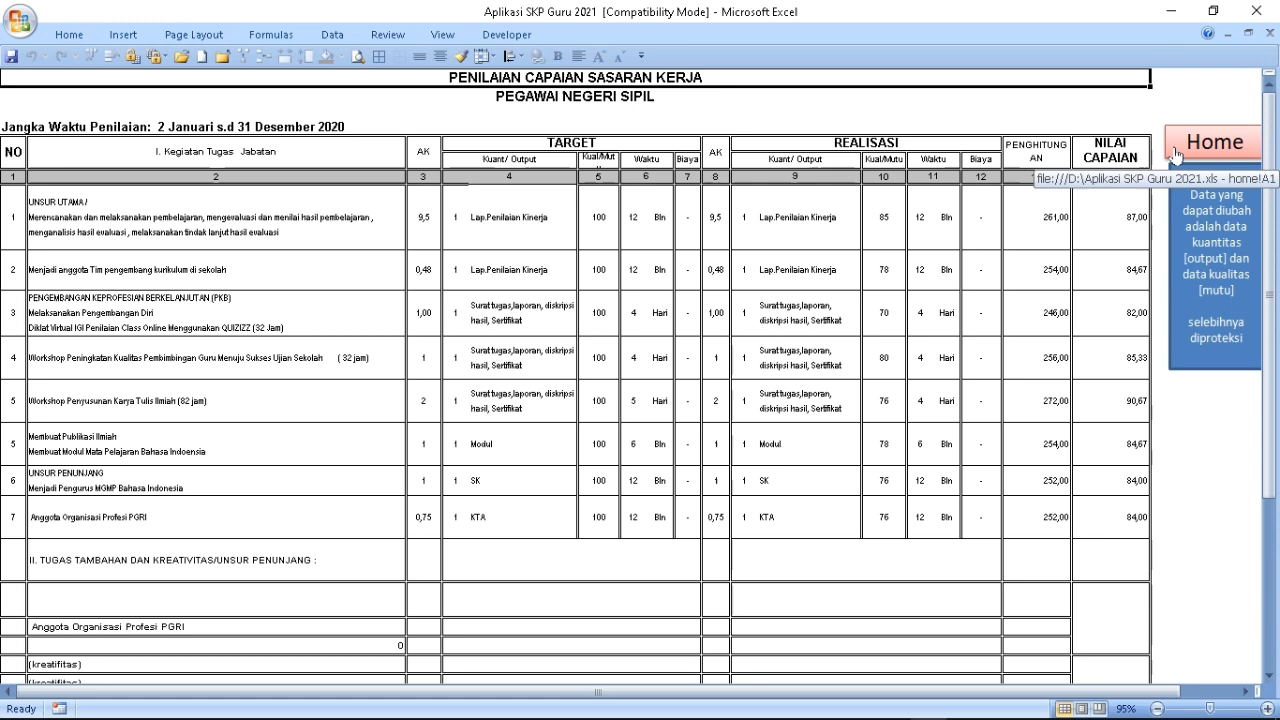 Aplikasi SKP Guru 2021 [Compatibility Mode] - Microsoft Excel
Home Insert Page Layout Formulas Data Review View Developer
PENILAIAN CAPAIAN SASARAN KERJA
PEGAWAI NEGERI SIPIL
Jangka Waktu Penilaian: 2 Januari s.d 31 Desember 2020
NO I. Kegiatan Tugas Jabatan AK TARGET AK REALISASI PENGHITUNG AN NILAI CAPAIAN
Kuant/ Output Kual/Mut Waktu Biaya Kuant/ Output Kual/Mutu Waktu Biaya
1 2 3 4 5 6 7 8 9 10 11 12
Home
file:///D:\Aplikasi SKP Guru 2021.xls - home!A1
Data yang
dapat diubah
adalah data
kuantitas
[output] dan
data kualitas
[mutu]
selebihnya
diproteksi
UNSUR UTAMA /
1 Merencanakan dan melaksanakan pembelajaran, mengevaluasi dan menilai hasil pembelajaran , 9,5 1 Lap.Penilaian Kinerja 100 12 Bln - 9,5 1 Lap.Penilaian Kinerja 85 12 Bln - 261,00 87,00
menganalisis hasil evaluasi , melaksanakan tindak lanjut hasil evaluasi
2 Menjadi anggota Tim pengembang kurikulum di sekolah 0,48 1 Lap.Penilaian Kinerja 100 12 Bln - 0,48 1 Lap.Penilaian Kinerja 78 12 Bln - 254,00 84,67
PENGEMBANGAN KEPROFESIAN BERKELANJUTAN (PKB)
3 Melaksanakan Pengembangan Diri 1,00 1 Surat tugas,laporan, diskripsi hasil, Sertifikat 100 4 Hari - 1,00 1 Surat tugas,laporan, diskripsi hasil, Sertifikat 70 4 Hari - 246,00 82,00
Diklat Virtual IGI Penilaian Class Online Menggunakan QUIZIZZ (32 Jam)
4 Workshop Peningkatan Kualitas Pembimbingan Guru Menuju Sukses Ujian Sekolah ( 32 jam) 1 1 Surat tugas,laporan, diskripsi hasil, Sertifikat 100 4 Hari - 1 1 Surat tugas,laporan, diskripsi hasil, Sertifikat 80 4 Hari - 256,00 85,33
5 Workshop Penyusunan Karya Tulis Ilmiah (82 jam) 2 1 Surat tugas,laporan, diskripsi hasil, Sertifikat 100 5 Hari - 2 1 Surat tugas,laporan, diskripsi hasil, Sertifikat 76 4 Hari - 272,00 90,67
Membuat Publikasi Ilmiah
5 Membuat Modul Mata Pelajaran Bahasa Indoensia 1 1 Modul 100 6 Bln - 1 1 Modul 78 6 Bln - 254,00 84,67
UNSUR PENUNJANG
6 Menjadi Pengurus MGMP Bahasa Indonesia 1 1 SK 100 12 Bln - 1 1 SK 76 12 Bln - 252,00 84,00
7 Anggota Organisasi Profesi PGRI 0,75 1 KTA 100 12 Bln - 0,75 1 KTA 76 12 Bln - 252,00 84,00
II. TUGAS TAMBAHAN DAN KREATIVITAS/UNSUR PENUNJANG :
Anggota Organisasi Profesi PGRI
0
(kreatifitas)
(kreatifitas)
Ready 95%